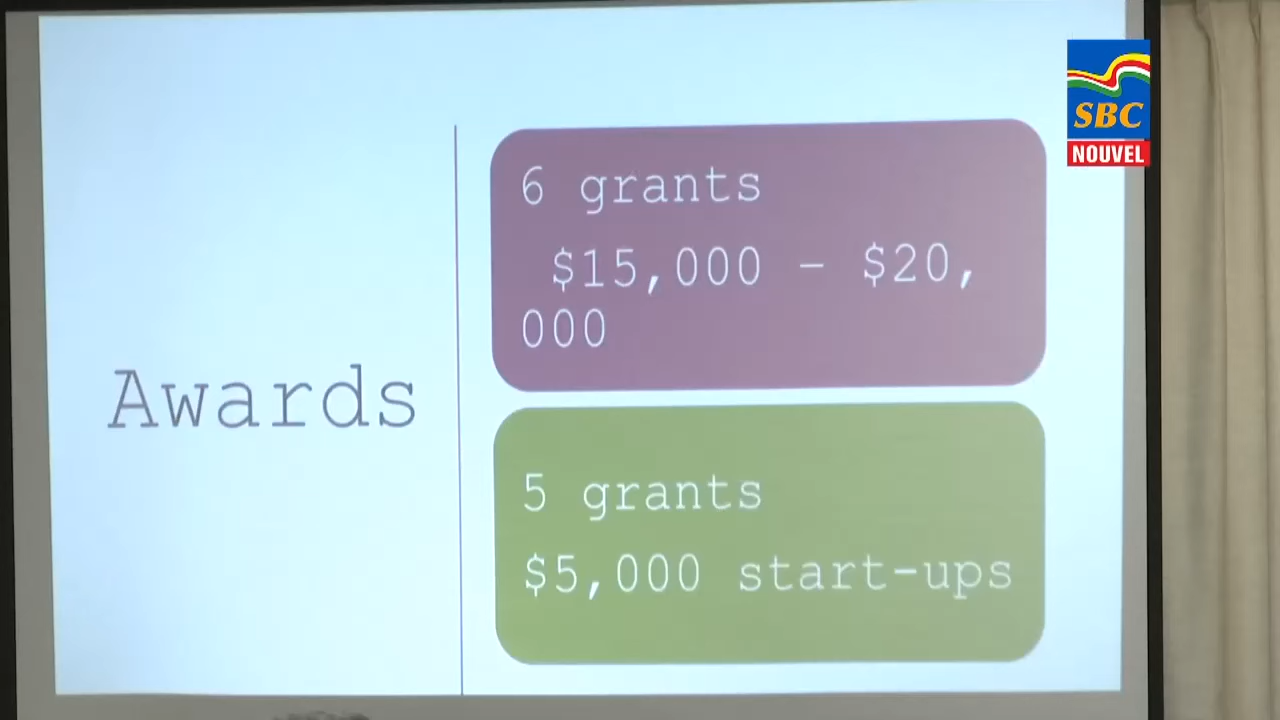 SBC
NOUVEL
Awards
6 grants
$15,000 – $20,
000
5 grants
$5,000 start-ups